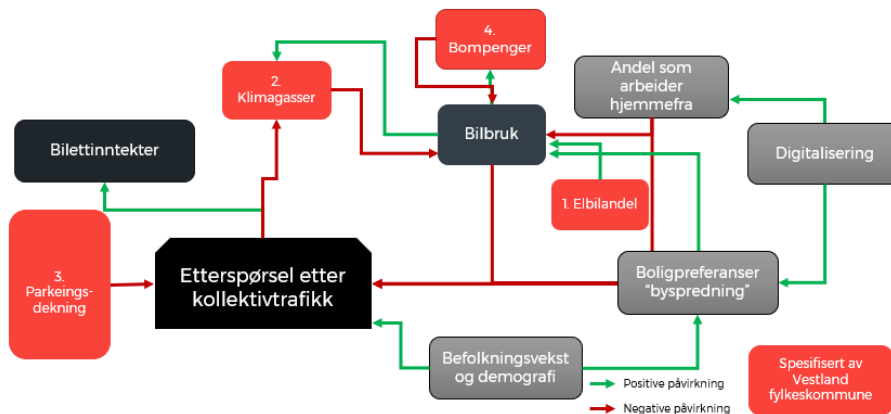 4.
Bompenger
2.
Klimagasser
Andel som
arbeider
hjemmefra
Bilettinntekter
Bilbruk
Digitalisering
1. Elbilandel
3.
Parkeings-
dekning
Etterspørsel etter
kollektivtrafikk
Boligpreferanser
“byspredning”
Befolkningsvekst
og demografi
Positive påvirkning
Negative påvirkning
Spesifisert av
Vestland
fylkeskommune